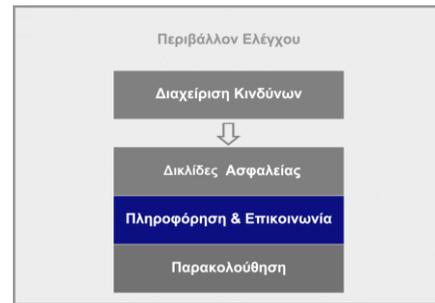 Περιβάλλον Ελέγχου
Διαχείριση Κινδύνων
Δικλίδες Ασφαλείας
Πληροφόρηση & Επικοινωνία
Παρακολούθηση